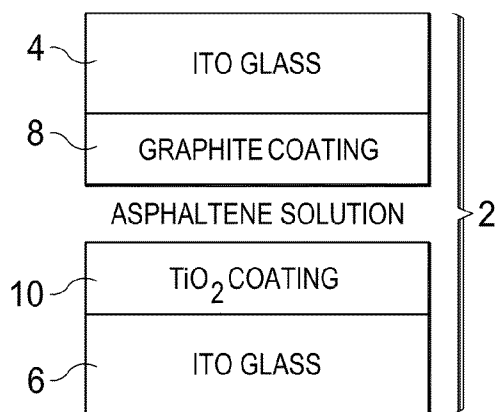 4
ITO GLASS
8
GRAPHITE COATING
ASPHALTENE SOLUTION
2
10
TiO2 COATING
6
ITO GLASS